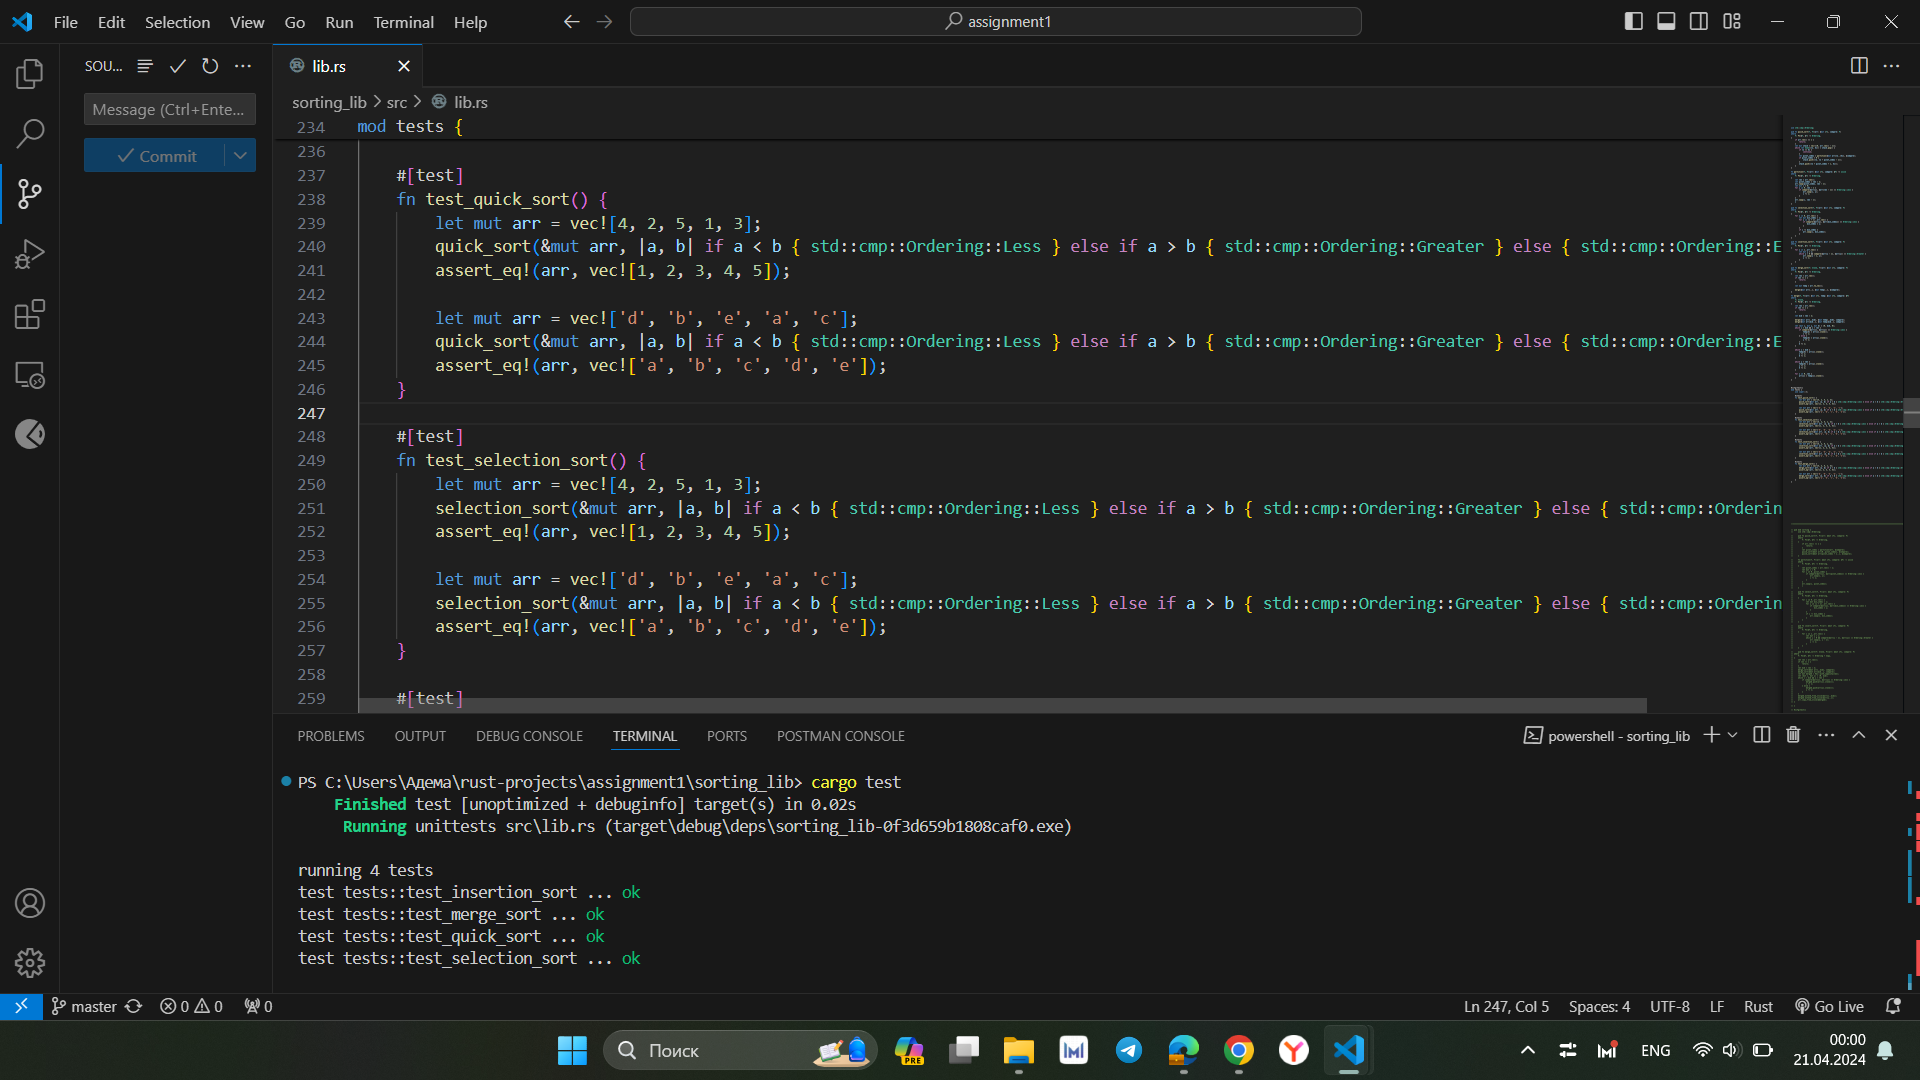 File Edit Selection View Go Run Terminal Help
assignment1
SOU...
lib.rs
Message (Ctrl+Ente...
Commit
sorting_lib > src > lib.rs
234 mod tests {
236
237 #[test]
238 fn test_quick_sort() {
239 let mut arr = vec![4, 2, 5, 1, 3];
240 quick_sort(&mut arr, |a, b| if a < b { std::cmp::Ordering::Less } else if a > b { std::cmp::Ordering::Greater } else { std::cmp::Ordering::E
241 assert_eq!(arr, vec![1, 2, 3, 4, 5]);
242
243 let mut arr = vec!['d', 'b', 'e', 'a', 'c'];
244 quick_sort(&mut arr, |a, b| if a < b { std::cmp::Ordering::Less } else if a > b { std::cmp::Ordering::Greater } else { std::cmp::Ordering::E
245 assert_eq!(arr, vec!['a', 'b', 'c', 'd', 'e']);
246 }
247
248 #[test]
249 fn test_selection_sort() {
250 let mut arr = vec![4, 2, 5, 1, 3];
251 selection_sort(&mut arr, |a, b| if a < b { std::cmp::Ordering::Less } else if a > b { std::cmp::Ordering::Greater } else { std::cmp::Orderin
252 assert_eq!(arr, vec![1, 2, 3, 4, 5]);
253
254 let mut arr = vec!['d', 'b', 'e', 'a', 'c'];
255 selection_sort(&mut arr, |a, b| if a < b { std::cmp::Ordering::Less } else if a > b { std::cmp::Ordering::Greater } else { std::cmp::Orderin
256 assert_eq!(arr, vec!['a', 'b', 'c', 'd', 'e']);
257 }
258
259 #[test]
PROBLEMS OUTPUT DEBUG CONSOLE TERMINAL PORTS POSTMAN CONSOLE
powershell - sorting_lib
PS C:\Users\Адема\rust-projects\assignment1\sorting_lib> cargo test
Finished test [unoptimized + debuginfo] target(s) in 0.02s
Running unittests src\lib.rs (target\debug\deps\sorting_lib-0f3d659b1808caf0.exe)
running 4 tests
test tests::test_insertion_sort ... ok
test tests::test_merge_sort ... ok
test tests::test_quick_sort ... ok
test tests::test_selection_sort ... ok
master 0 0 0
Ln 247, Col 5 Spaces: 4 UTF-8 LF Rust Go Live
Поиск
PRE
ENG
00:00
21.04.2024